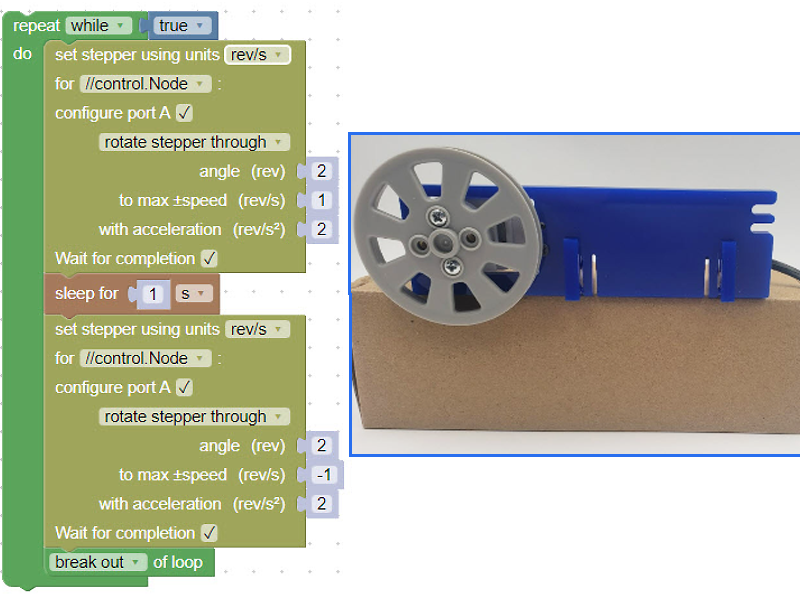 repeat while true
do set stepper using units rev/s
for //control.Node :
configure port A ✓
rotate stepper through
angle (rev) 2
to max ±speed (rev/s) 1
with acceleration (rev/s²) 2
Wait for completion ✓
sleep for 1 s
set stepper using units rev/s
for //control.Node :
configure port A ✓
rotate stepper through
angle (rev) 2
to max ±speed (rev/s) -1
with acceleration (rev/s²) 2
Wait for completion ✓
break out of loop